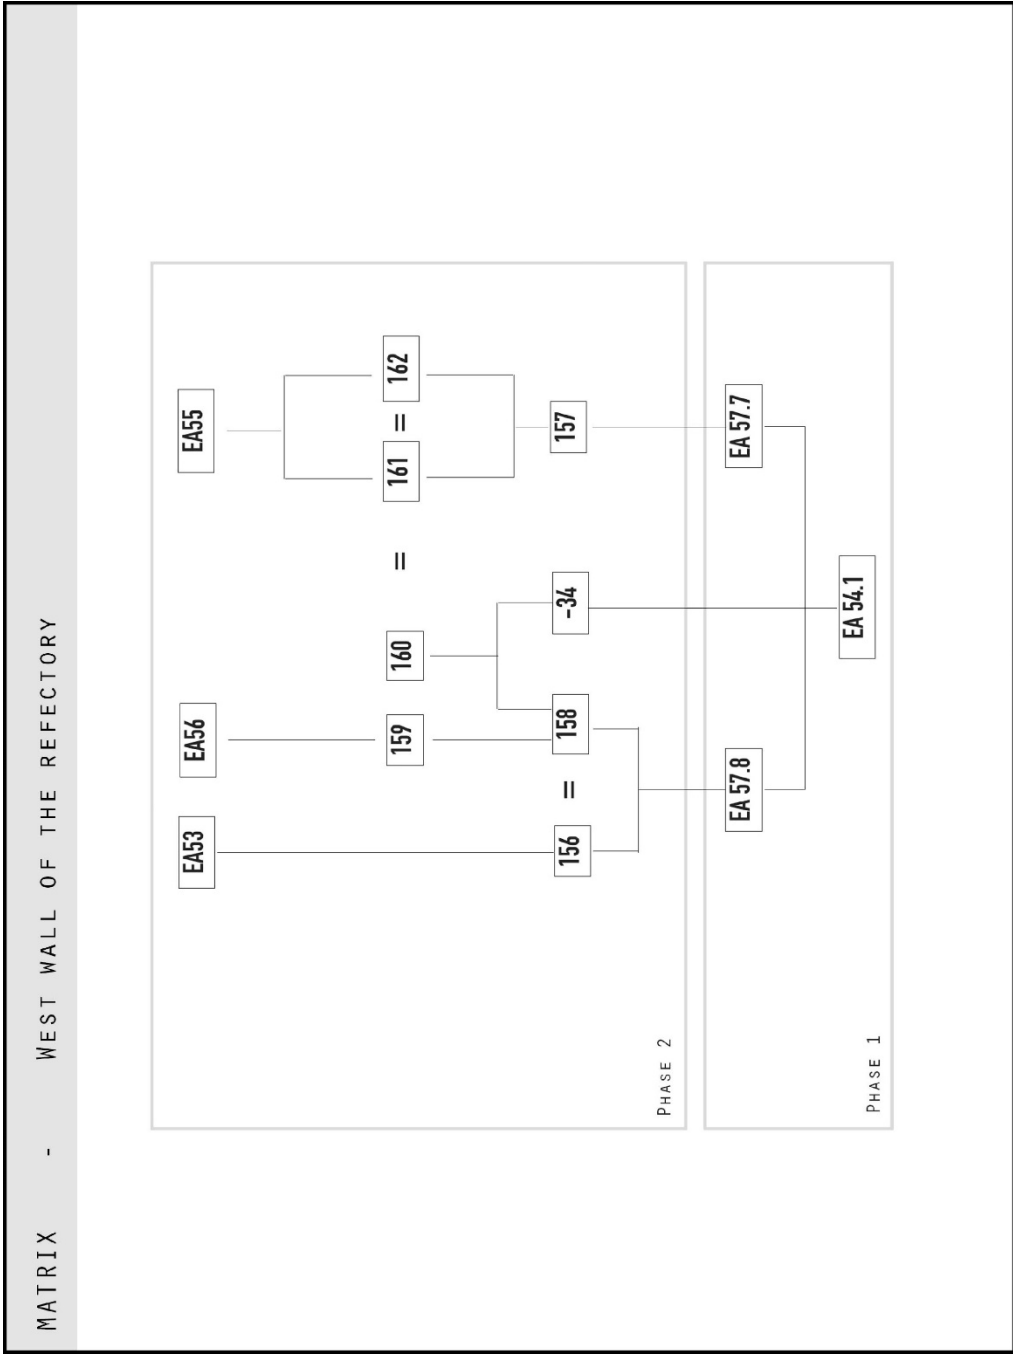 MATRIX - WEST WALL OF THE REFECTORY
EA53
EA56
EA55
159
160
=
161
=
162
156
=
158
-34
157
PHASE 2
EA 57.8
EA 57.7
EA 54.1
PHASE 1